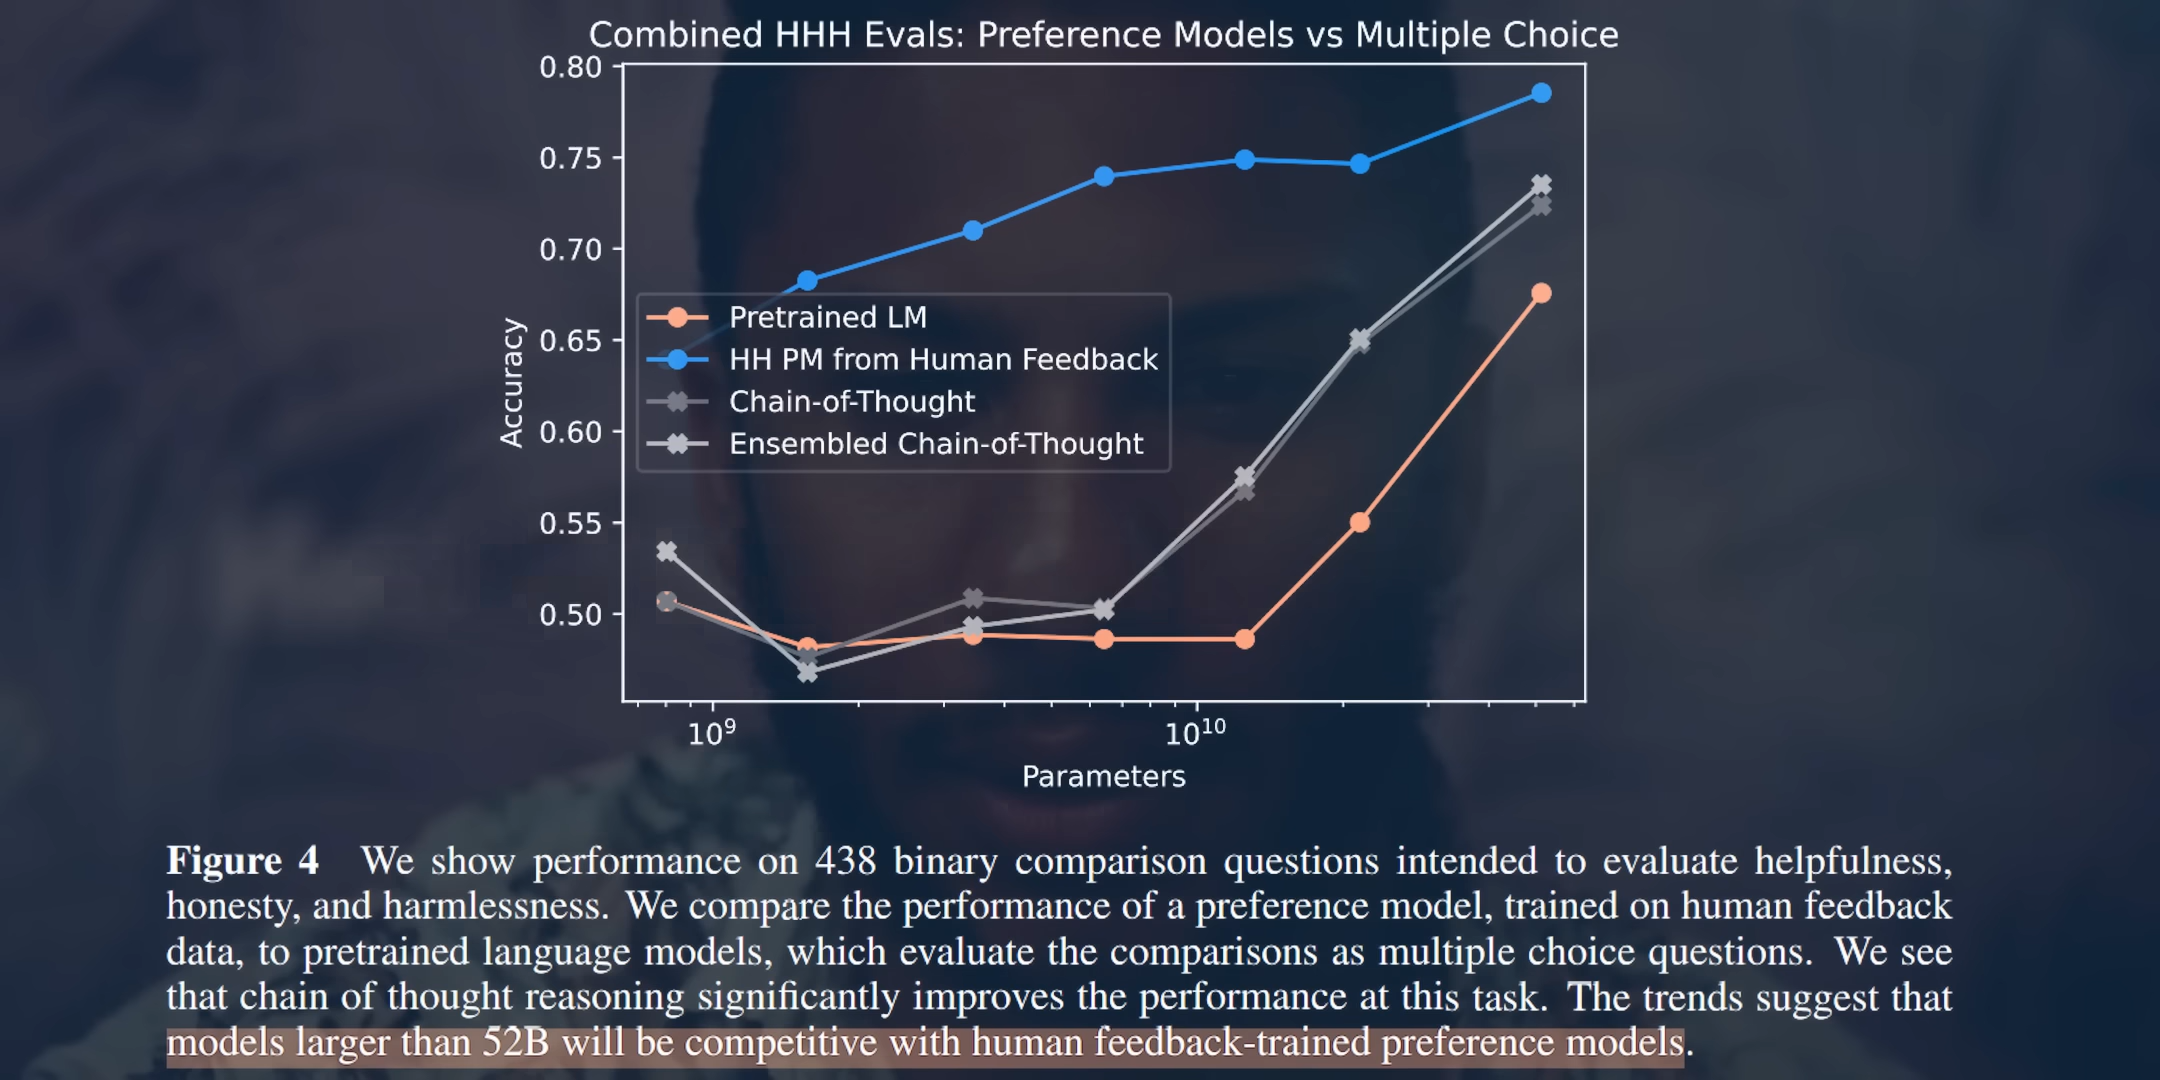 Combined HHH Evals: Preference Models vs Multiple Choice
0.80
0.75
0.70
0.65
0.60
0.55
0.50
Accuracy
Pretrained LM
HH PM from Human Feedback
Chain-of-Thought
Ensembled Chain-of-Thought
10⁹
10¹⁰
Parameters
Figure 4 We show performance on 438 binary comparison questions intended to evaluate helpfulness,
honesty, and harmlessness. We compare the performance of a preference model, trained on human feedback
data, to pretrained language models, which evaluate the comparisons as multiple choice questions. We see
that chain of thought reasoning significantly improves the performance at this task. The trends suggest that
models larger than 52B will be competitive with human feedback-trained preference models.